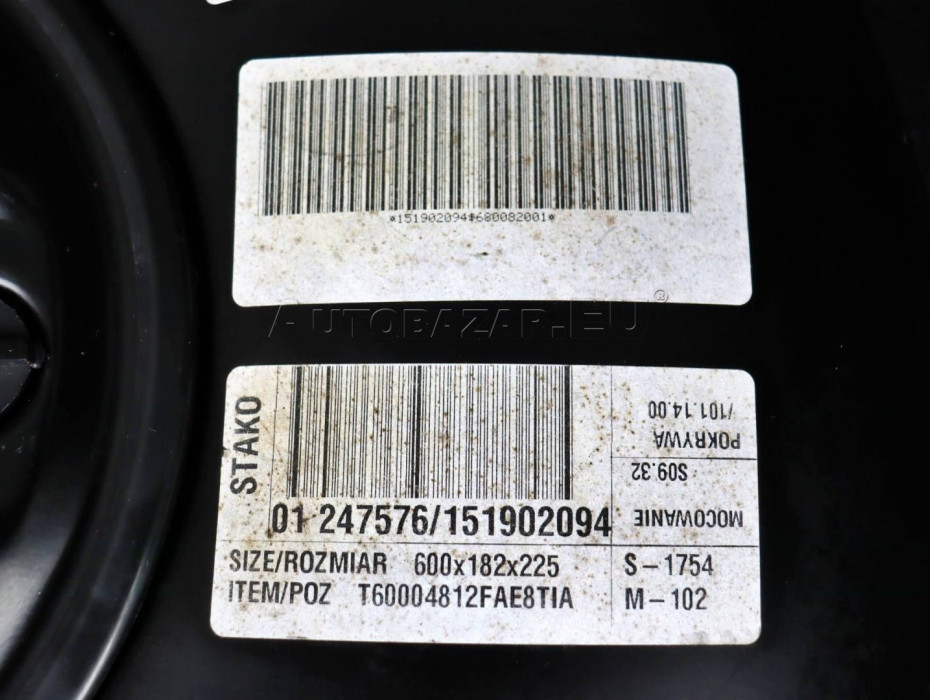 *151902094$680082001*
AUTOBAZAR.EU®
STAKO
01 247576/151902094
SIZE/ROZMIAR 600x182x225
ITEM/POZ T60004812FAE8TIA
POKRYWA
/101.14.00
MOCOWANIE
S09.32
S-1754
M-102